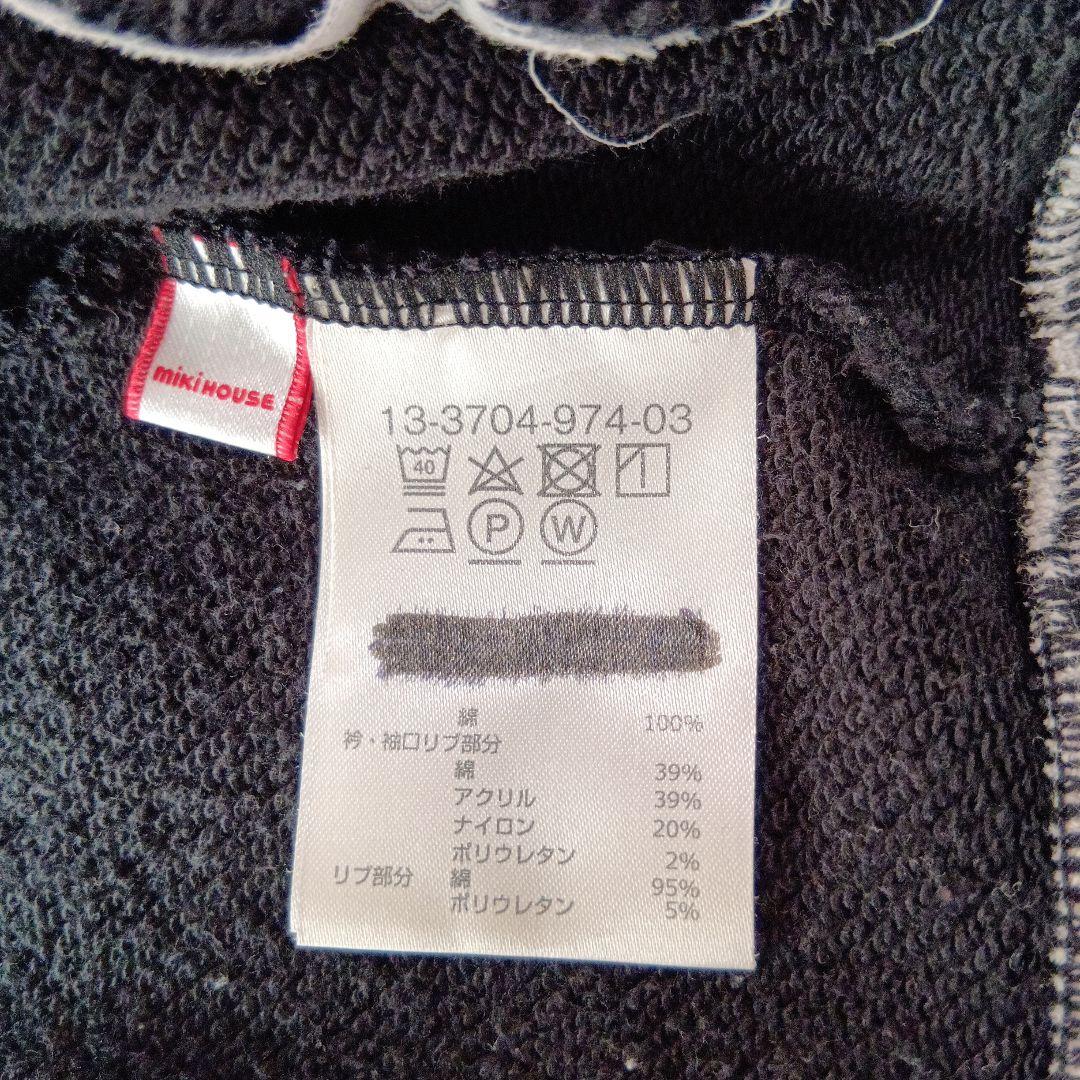 miKiHOUSE
13-3704-974-03
40
P W
綿 100%
衿・袖口リブ部分
綿 39%
アクリル 39%
ナイロン 20%
ポリウレタン 2%
リブ部分 綿 95%
ポリウレタン 5%